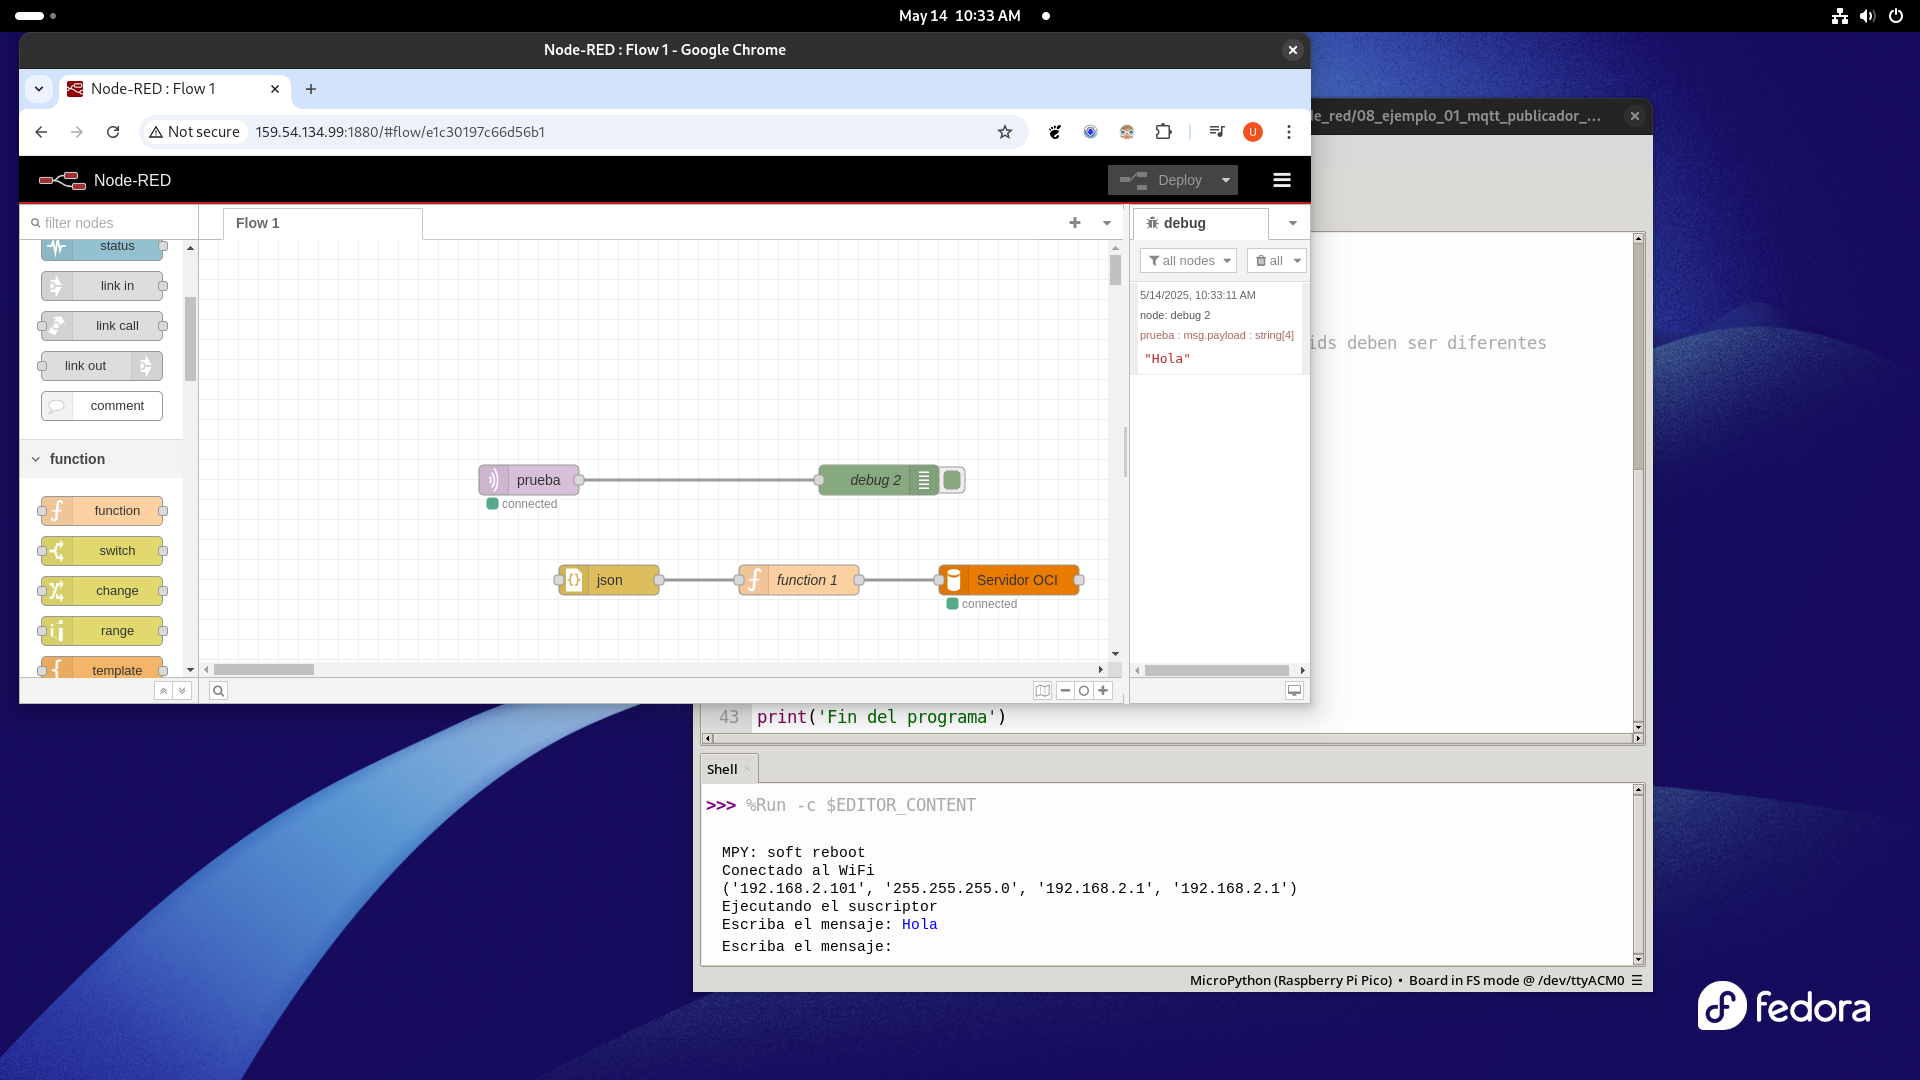 May 14 10:33 AM
Node-RED : Flow 1 - Google Chrome
Node-RED : Flow 1
Not secure
159.54.134.99:1880/#flow/e1c30197c66d56b1
U
de_red/08_ejemplo_01_mqtt_publicador_...
Node-RED
Deploy
filter nodes
Flow 1
debug
status
link in
link call
link out
comment
function
function
switch
change
range
template
all nodes
all
5/14/2025, 10:33:11 AM
node: debug 2
prueba : msg.payload : string[4]
"Hola"
ids deben ser diferentes
prueba
connected
debug 2
json
function 1
Servidor OCI
connected
43 print('Fin del programa')
Shell
>>> %Run -c $EDITOR_CONTENT
MPY: soft reboot
Conectado al WiFi
('192.168.2.101', '255.255.255.0', '192.168.2.1', '192.168.2.1')
Ejecutando el suscriptor
Escriba el mensaje: Hola
Escriba el mensaje:
MicroPython (Raspberry Pi Pico) • Board in FS mode @ /dev/ttyACM0
fedora